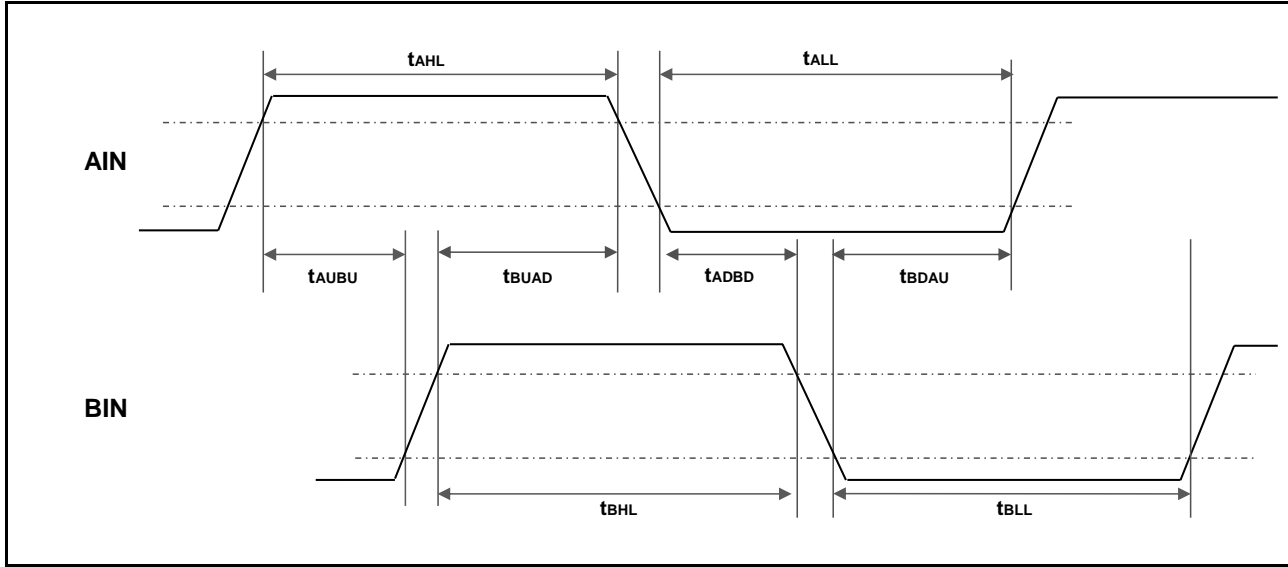 tAHL
tALL
AIN
tAUBU
tBUAD
tADBD
tBDAU
BIN
tBHL
tBLL